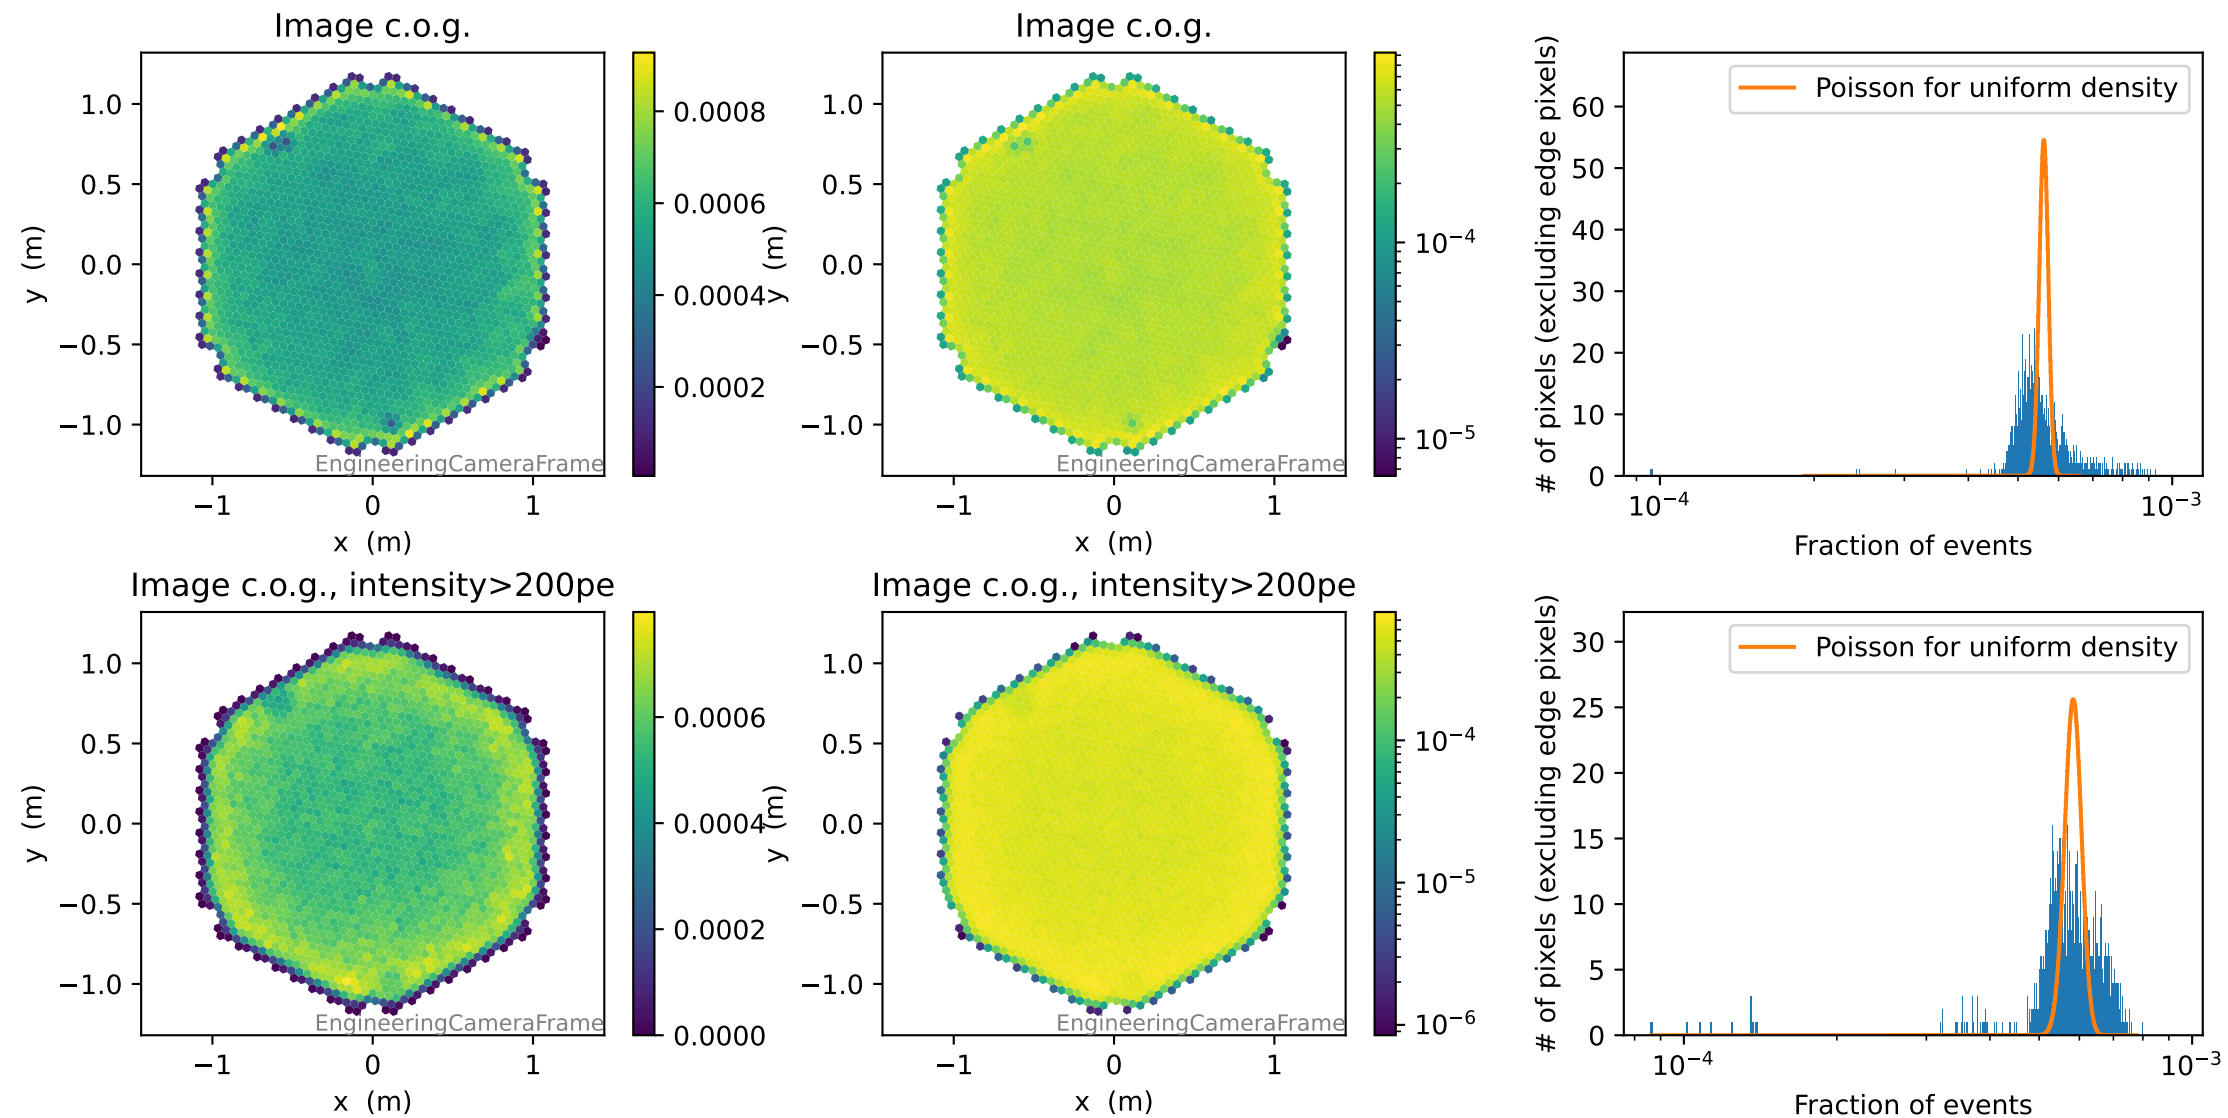 Image c.o.g.
y (m)
1.0
0.5
0.0
−0.5
−1.0
−1
0
1
x (m)
EngineeringCameraFrame
0.0008
0.0006
0.0004
0.0002
Image c.o.g.
y (m)
1.0
0.5
0.0
−0.5
−1.0
−1
0
1
x (m)
EngineeringCameraFrame
10⁻⁴
10⁻⁵
# of pixels (excluding edge pixels)
60
50
40
30
20
10
0
Poisson for uniform density
10⁻⁴
10⁻³
Fraction of events
Image c.o.g., intensity>200pe
y (m)
1.0
0.5
0.0
−0.5
−1.0
−1
0
1
x (m)
EngineeringCameraFrame
0.0006
0.0004
0.0002
0.0000
Image c.o.g., intensity>200pe
y (m)
1.0
0.5
0.0
−0.5
−1.0
−1
0
1
x (m)
EngineeringCameraFrame
10⁻⁴
10⁻⁵
10⁻⁶
# of pixels (excluding edge pixels)
30
25
20
15
10
5
0
Poisson for uniform density
10⁻⁴
10⁻³
Fraction of events